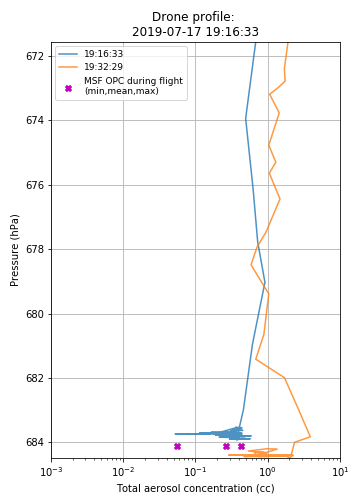 Drone profile:
2019-07-17 19:16:33
19:16:33
19:32:29
MSF OPC during flight
(min,mean,max)
672
674
676
678
680
682
684
Pressure (hPa)
10⁻³ 10⁻² 10⁻¹ 10⁰ 10¹
Total aerosol concentration (cc)